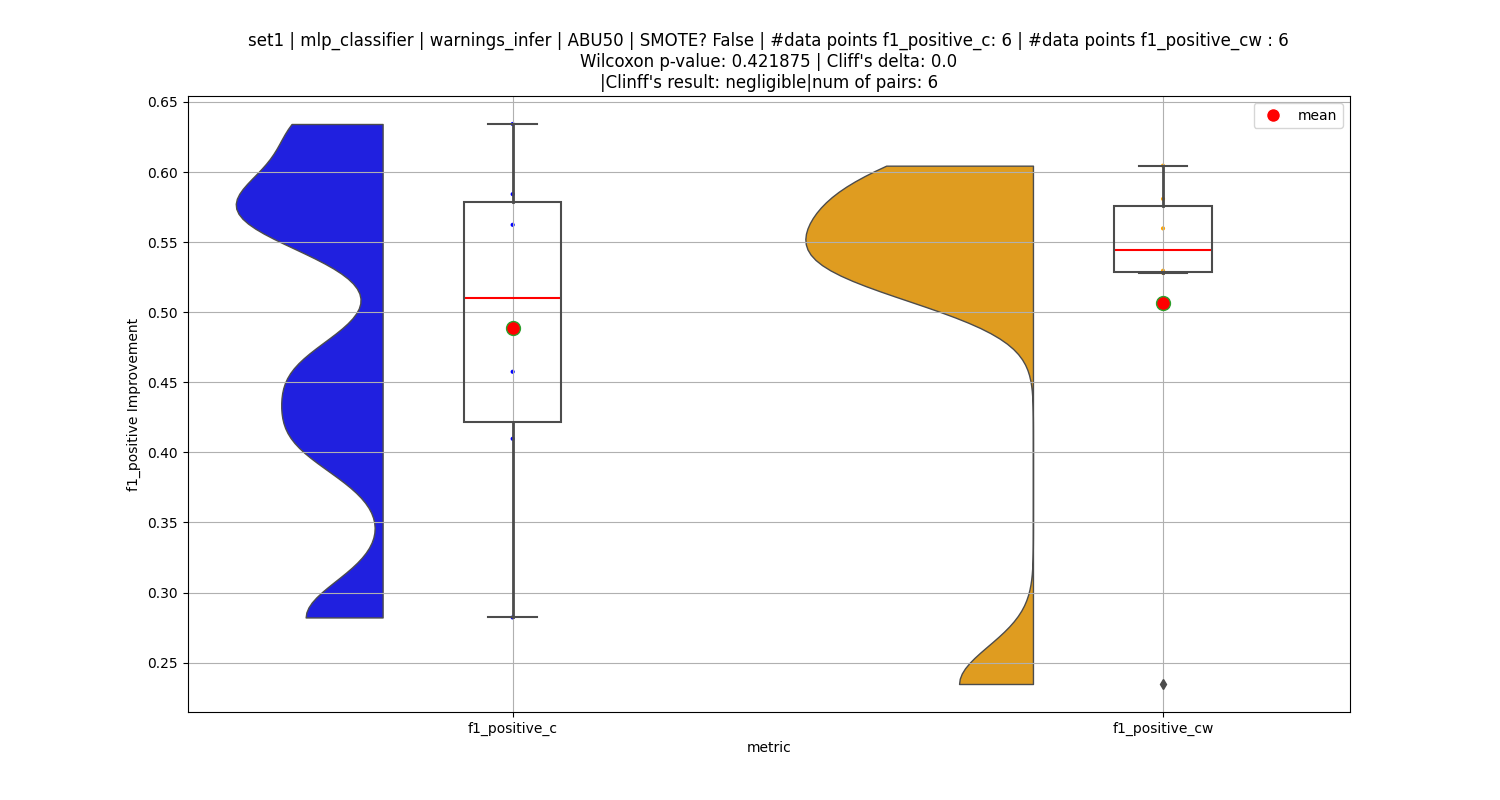 set1 | mlp_classifier | warnings_infer | ABU50 | SMOTE? False | #data points f1_positive_c: 6 | #data points f1_positive_cw : 6
Wilcoxon p-value: 0.421875 | Cliff's delta: 0.0
|Clinff's result: negligible|num of pairs: 6
mean
0.65
0.60
0.55
0.50
0.45
0.40
0.35
0.30
0.25
f1_positive Improvement
f1_positive_c
f1_positive_cw
metric